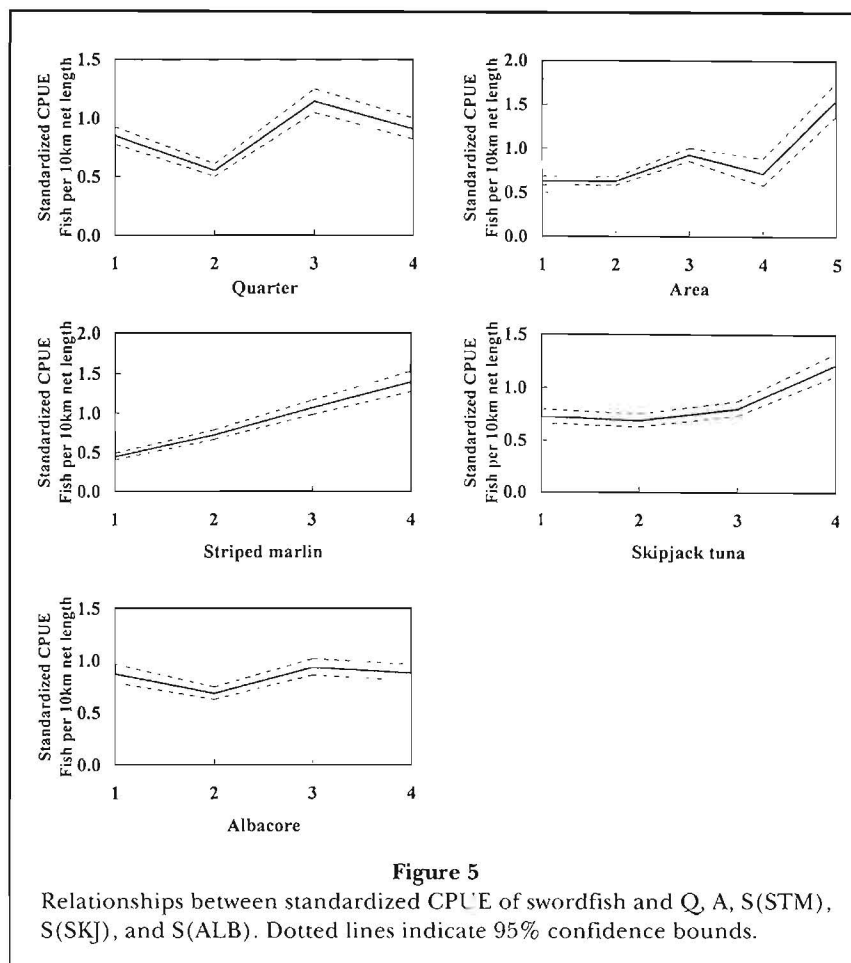 Standardized CPUE
Fish per 10km net length
1.5
1.0
0.5
0.0
1 2 3 4
Quarter
Standardized CPUE
Fish per 10km net length
2.0
1.5
1.0
0.5
0.0
1 2 3 4 5
Area
Standardized CPUE
Fish per 10km net length
2.0
1.5
1.0
0.5
0.0
1 2 3 4
Striped marlin
Standardized CPUE
Fish per 10km net length
1.5
1.0
0.5
0.0
1 2 3 4
Skipjack tuna
Standardized CPUE
Fish per 10km net length
1.5
1.0
0.5
0.0
1 2 3 4
Albacore
Figure 5
Relationships between standardized CPUE of swordfish and Q, A, S(STM),
S(SKJ), and S(ALB). Dotted lines indicate 95% confidence bounds.